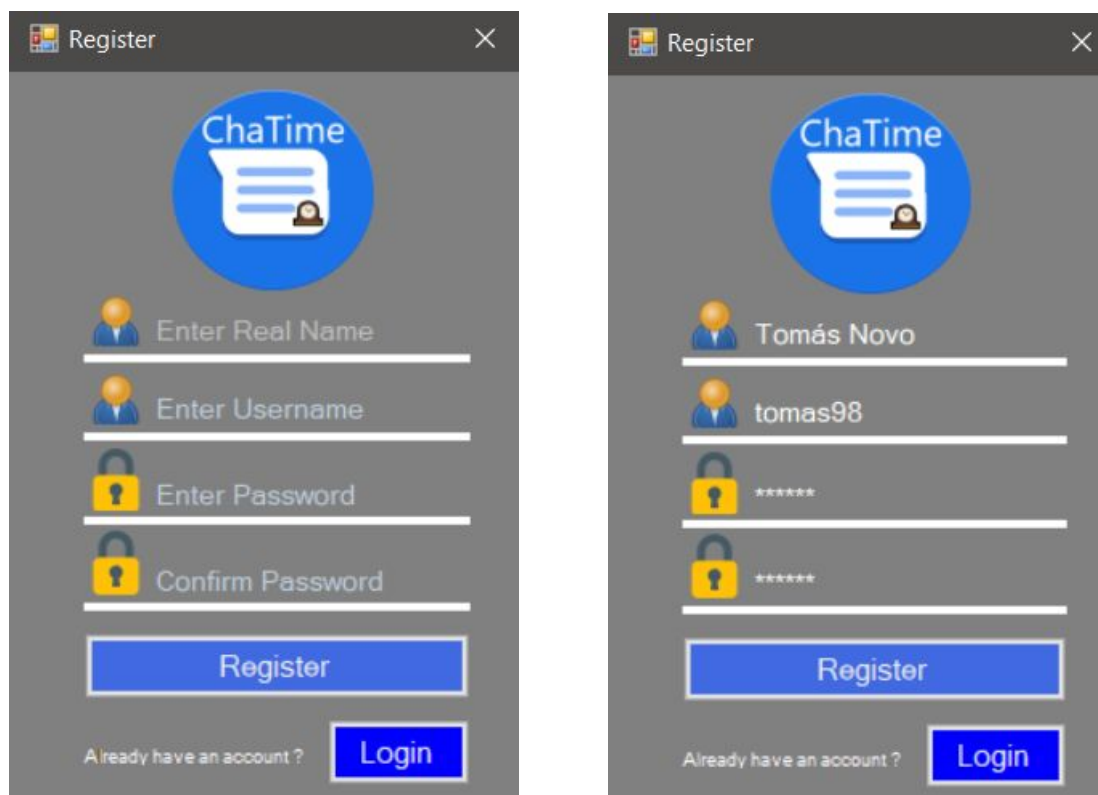 Register
ChaTime
Enter Real Name
Enter Username
Enter Password
Confirm Password
Register
Already have an account ?
Login
Register
ChaTime
Tomás Novo
tomas98
******
******
Register
Already have an account ?
Login